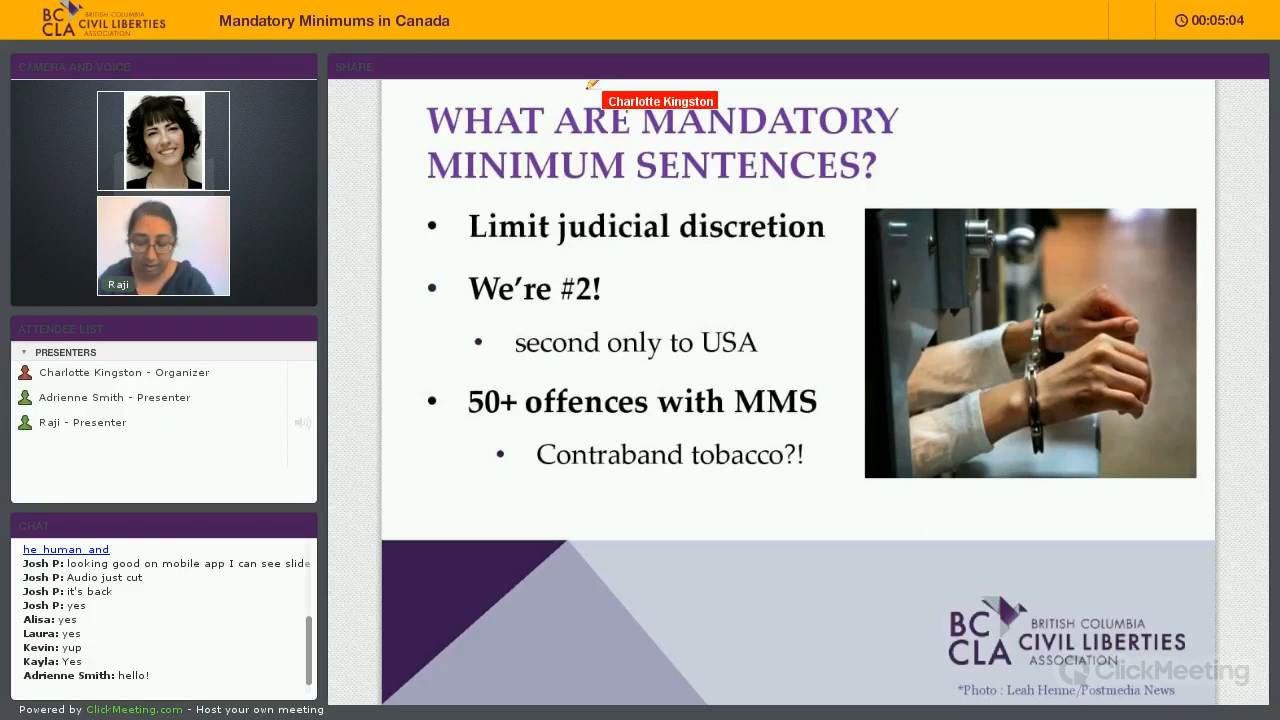 BC
CLA
BRITISH COLUMBIA
CIVIL LIBERTIES
ASSOCIATION
Mandatory Minimums in Canada
00:05:04
CAMERA AND VOICE
Raji
ATTENDEE LIST
PRESENTERS
Charlotte Kingston - Organizer
Adrienne Smith - Presenter
Raji - Presenter
CHAT
he_human_and
Josh P: looking good on mobile app I can see slide
Josh P: Audio just cut
Josh P: it's back
Josh P: yes
Alisa: yes
Laura: yes
Kevin: yup
Kayla: Yes
Adrienne Smith: hello!
Powered by ClickMeeting.com - Host your own meeting
SHARE
Charlotte Kingston
WHAT ARE MANDATORY
MINIMUM SENTENCES?
• Limit judicial discretion
• We're #2!
• second only to USA
• 50+ offences with MMS
• Contraband tobacco?!
BC
CLA
BRITISH COLUMBIA
CIVIL LIBERTIES
ASSOCIATION
ClickMeeting
*Photo : Leah Henne/Postmedia News